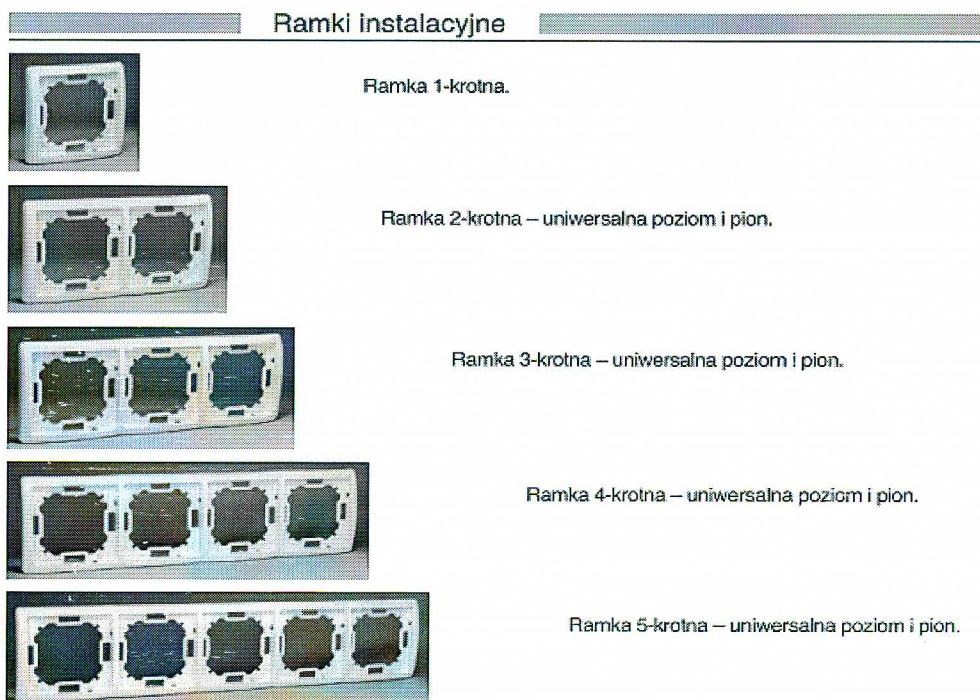 Ramki instalacyjne
Ramka 1-krotna.
Ramka 2-krotna – uniwersalna poziom i pion.
Ramka 3-krotna – uniwersalna poziom i pion.
Ramka 4-krotna – uniwersalna poziom i pion.
Ramka 5-krotna – uniwersalna poziom i pion.